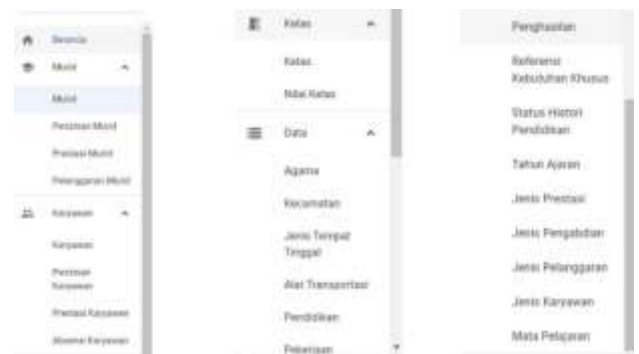 Beranda
Murid
Murid
Perizinan Murid
Prestasi Murid
Pelanggaran Murid
Karyawan
Karyawan
Perizinan
Karyawan
Prestasi Karyawan
Absensi Karyawan
Kelas
Kelas
Nilai Kelas
Data
Agama
Kecamatan
Jenis Tempat
Tinggal
Alat Transportasi
Pendidikan
Pekerjaan
Penghasilan
Referensi
Kebutuhan Khusus
Status Histori
Pendidikan
Tahun Ajaran
Jenis Prestasi
Jenis Pengabdian
Jenis Pelanggaran
Jenis Karyawan
Mata Pelajaran